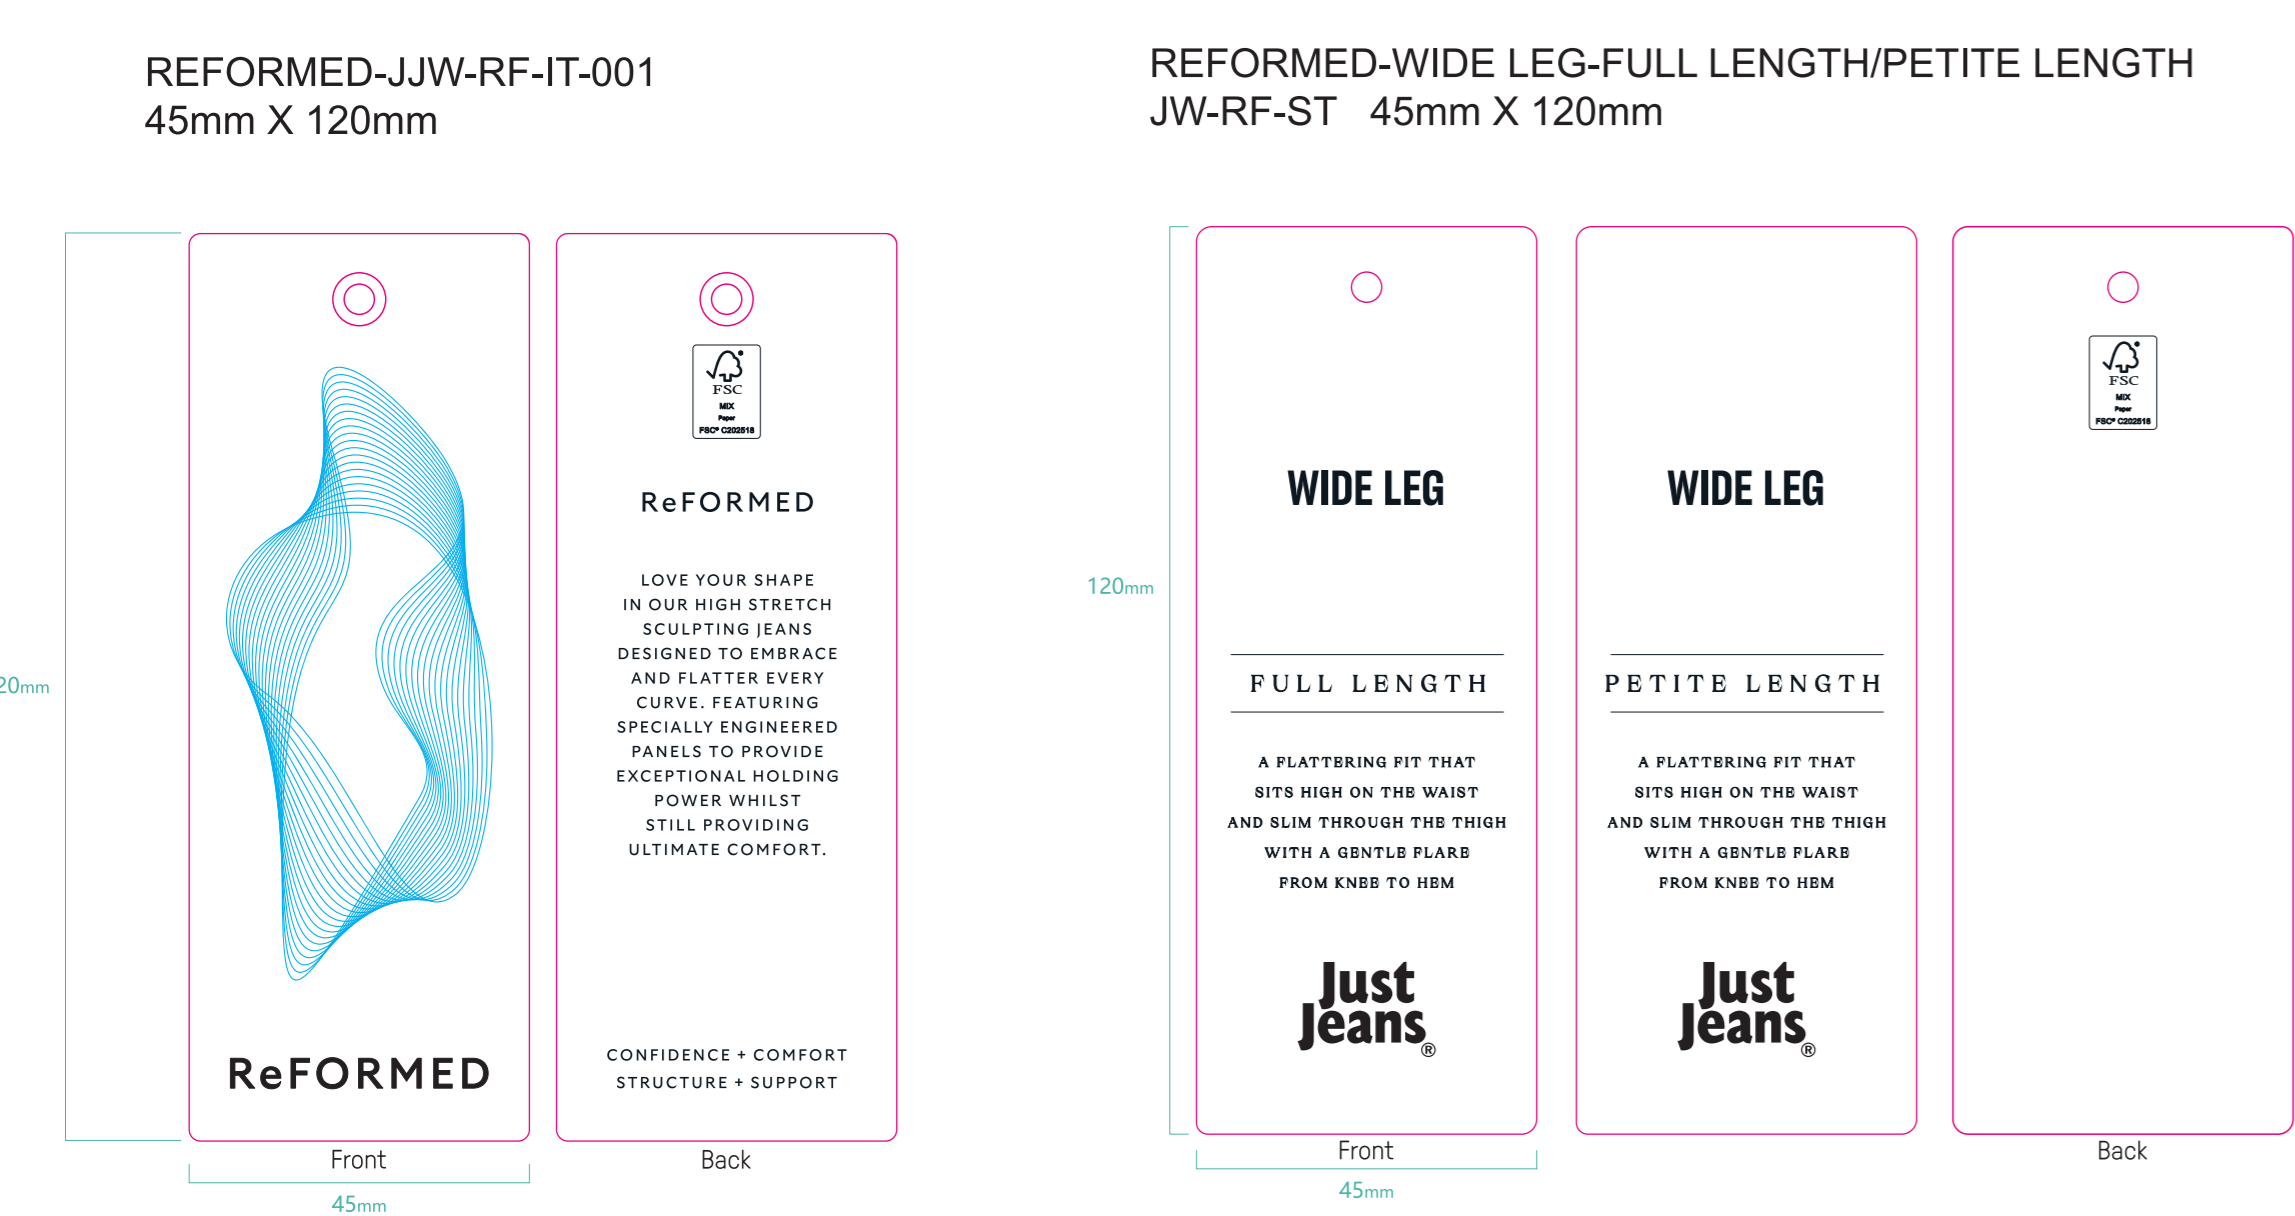 REFORMED-JJW-RF-IT-001
45mm X 120mm
REFORMED-WIDE LEG-FULL LENGTH/PETITE LENGTH
JW-RF-ST 45mm X 120mm
20mm
ReFORMED
Front
45mm
FSC
MIX
Paper
FSC® C202518
ReFORMED
LOVE YOUR SHAPE
IN OUR HIGH STRETCH
SCULPTING JEANS
DESIGNED TO EMBRACE
AND FLATTER EVERY
CURVE. FEATURING
SPECIALLY ENGINEERED
PANELS TO PROVIDE
EXCEPTIONAL HOLDING
POWER WHILST
STILL PROVIDING
ULTIMATE COMFORT.
CONFIDENCE + COMFORT
STRUCTURE + SUPPORT
Back
120mm
WIDE LEG
FULL LENGTH
A FLATTERING FIT THAT
SITS HIGH ON THE WAIST
AND SLIM THROUGH THE THIGH
WITH A GENTLE FLARE
FROM KNEE TO HEM
Just
Jeans®
Front
45mm
WIDE LEG
PETITE LENGTH
A FLATTERING FIT THAT
SITS HIGH ON THE WAIST
AND SLIM THROUGH THE THIGH
WITH A GENTLE FLARE
FROM KNEE TO HEM
Just
Jeans®
FSC
MIX
Paper
FSC® C202518
Back